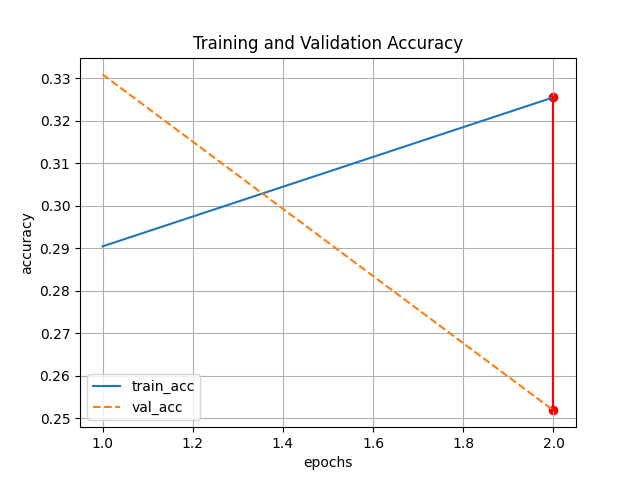 Training and Validation Accuracy
accuracy
0.33
0.32
0.31
0.30
0.29
0.28
0.27
0.26
0.25
train_acc
val_acc
1.0 1.2 1.4 1.6 1.8 2.0
epochs